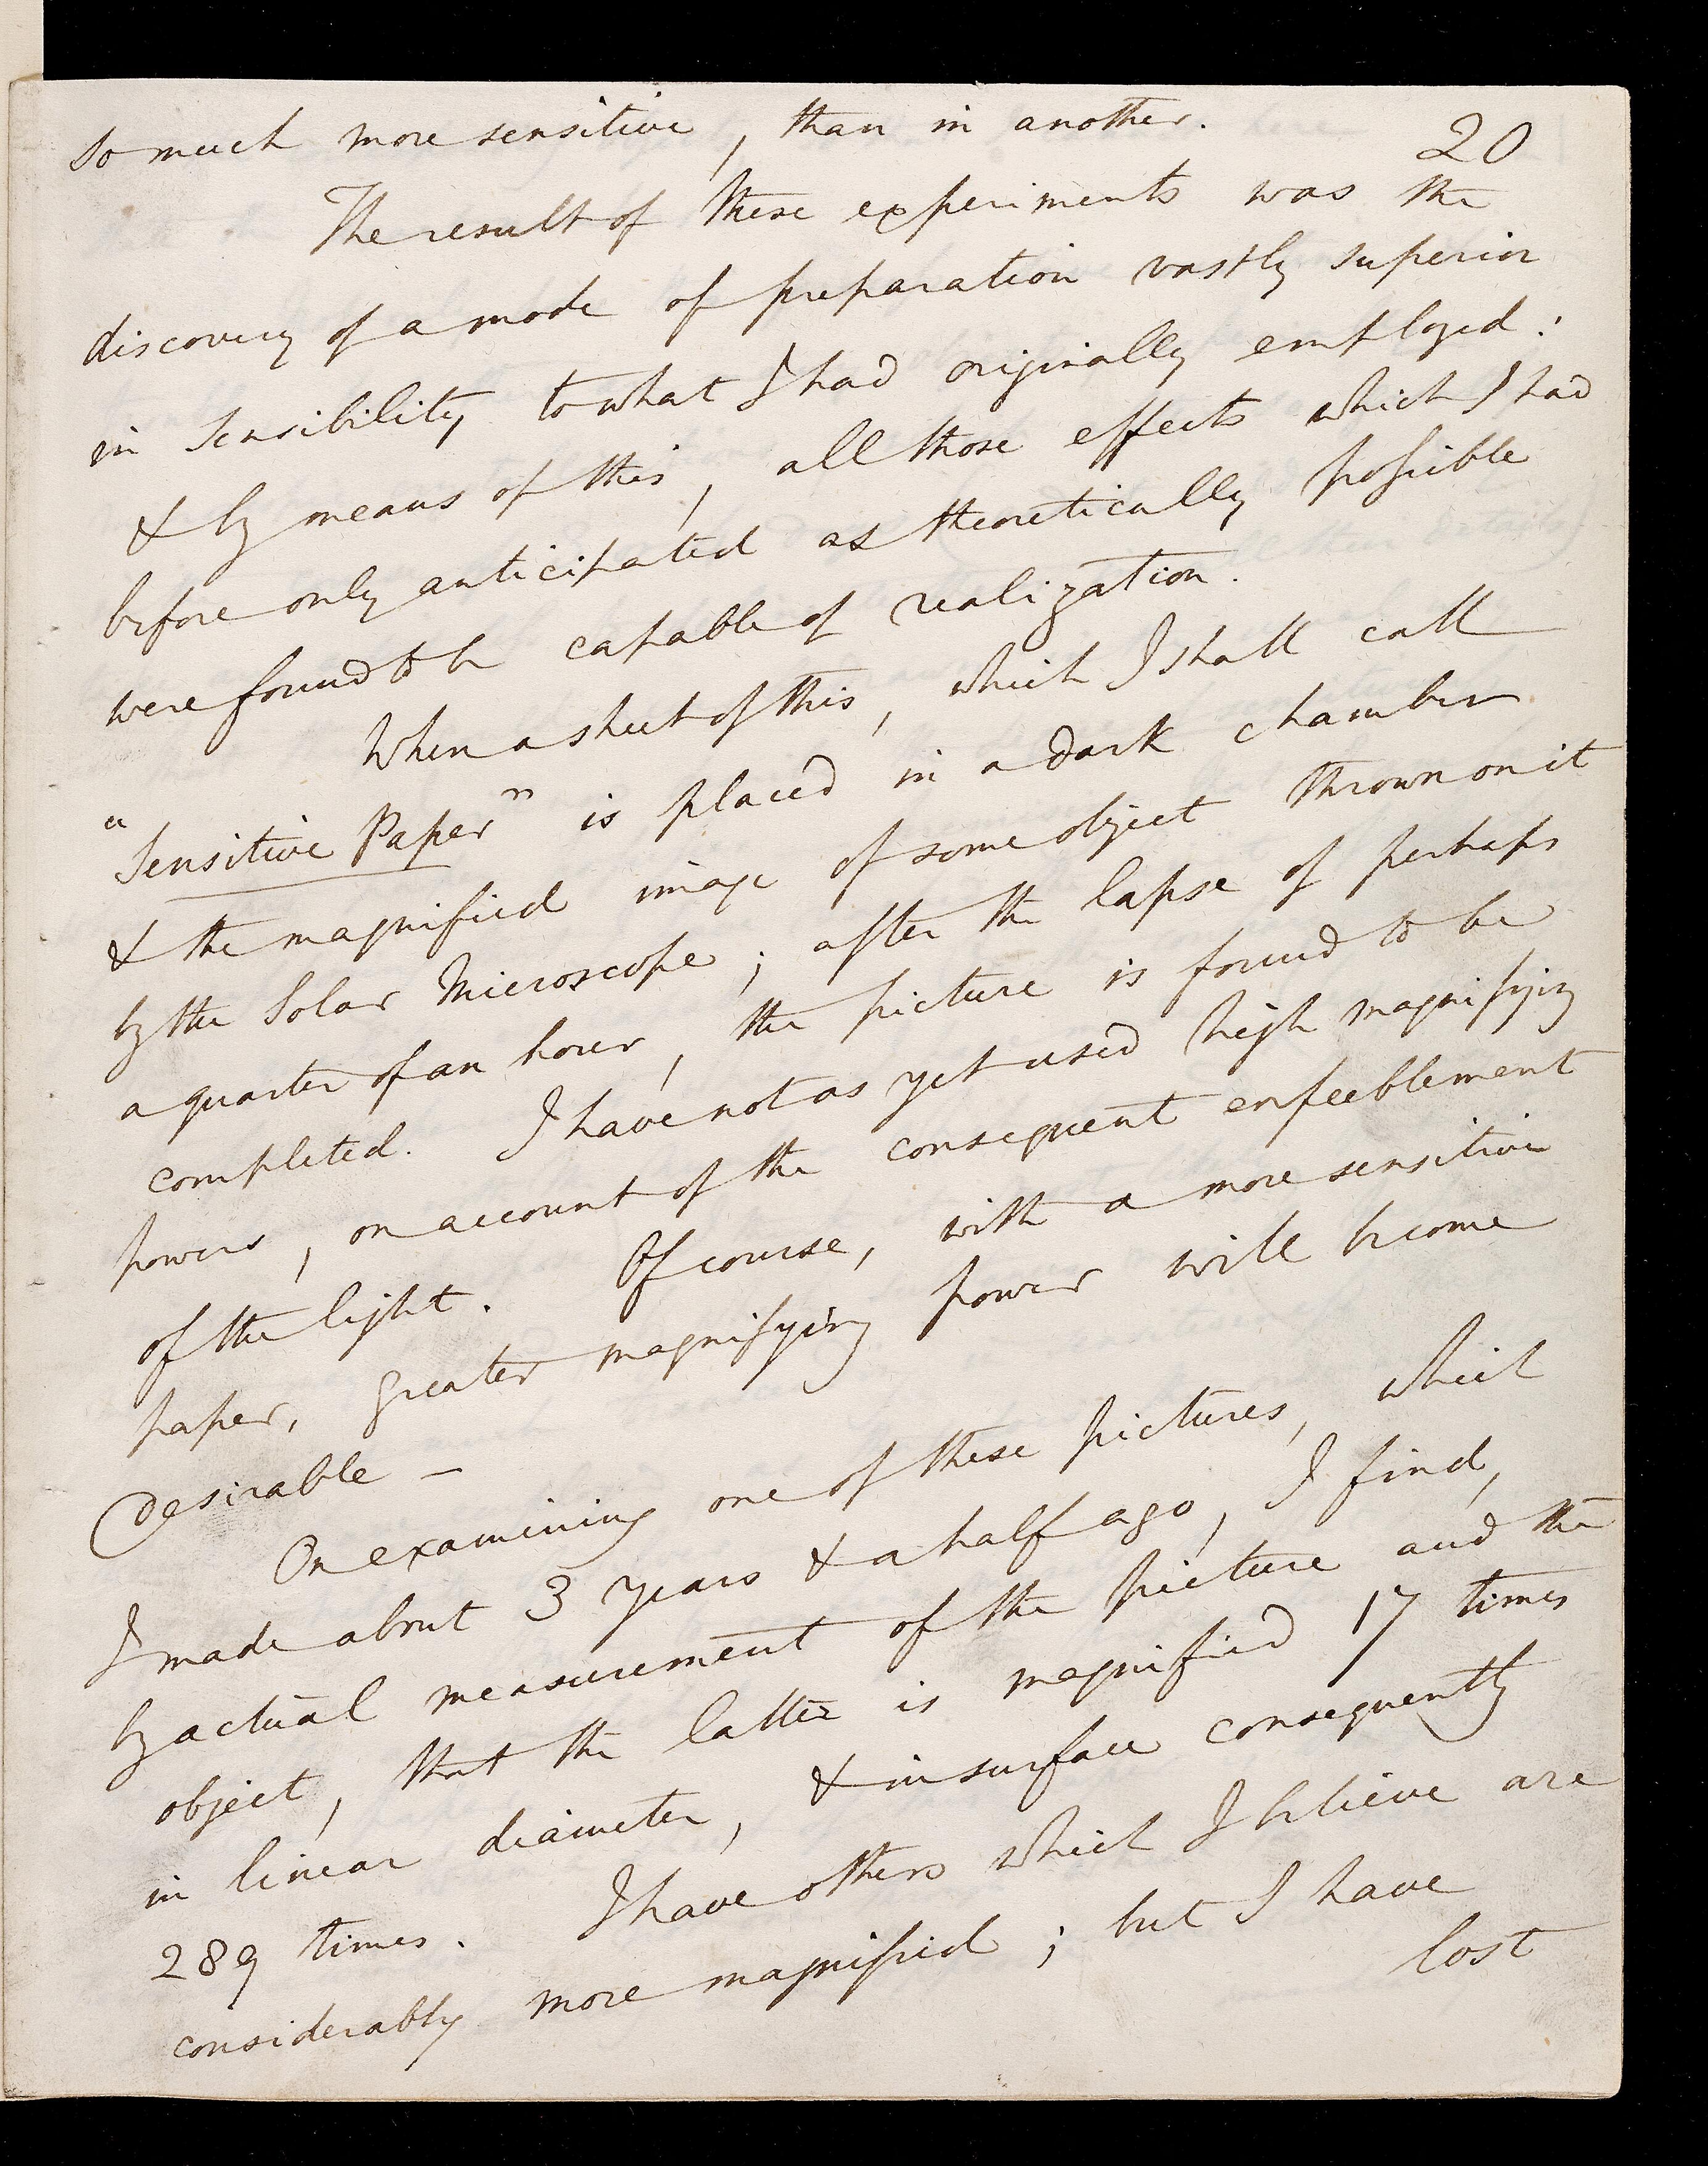 so much more sensitive, than in another.
20
The result of these experiments was the
discovery of a mode of preparation vastly superior
in sensibility to what I had originally employed:
& by means of this, all those effects which I had
before only anticipated as theoretically possible
were found to be capable of realization.
When a sheet of this, which I shall call
"Sensitive Paper" is placed in a dark chamber
& the magnified image of some object thrown on it
by the Solar Microscope; after the lapse of perhaps
a quarter of an hour, the picture is found to be
completed. I have not as yet used high magnifying
powers, on account of the consequent enfeeblement
of the light. Of course, with a more sensitive
paper, greater magnifying power will become
desirable —
On examining one of these pictures, which
I made about 3 years & a half ago, I find,
by actual measurement of the picture and the
object, that the latter is magnified 17 times
in linear diameter, & in surface consequently
289 times. I have others which I believe are
considerably more magnified; but I have
lost